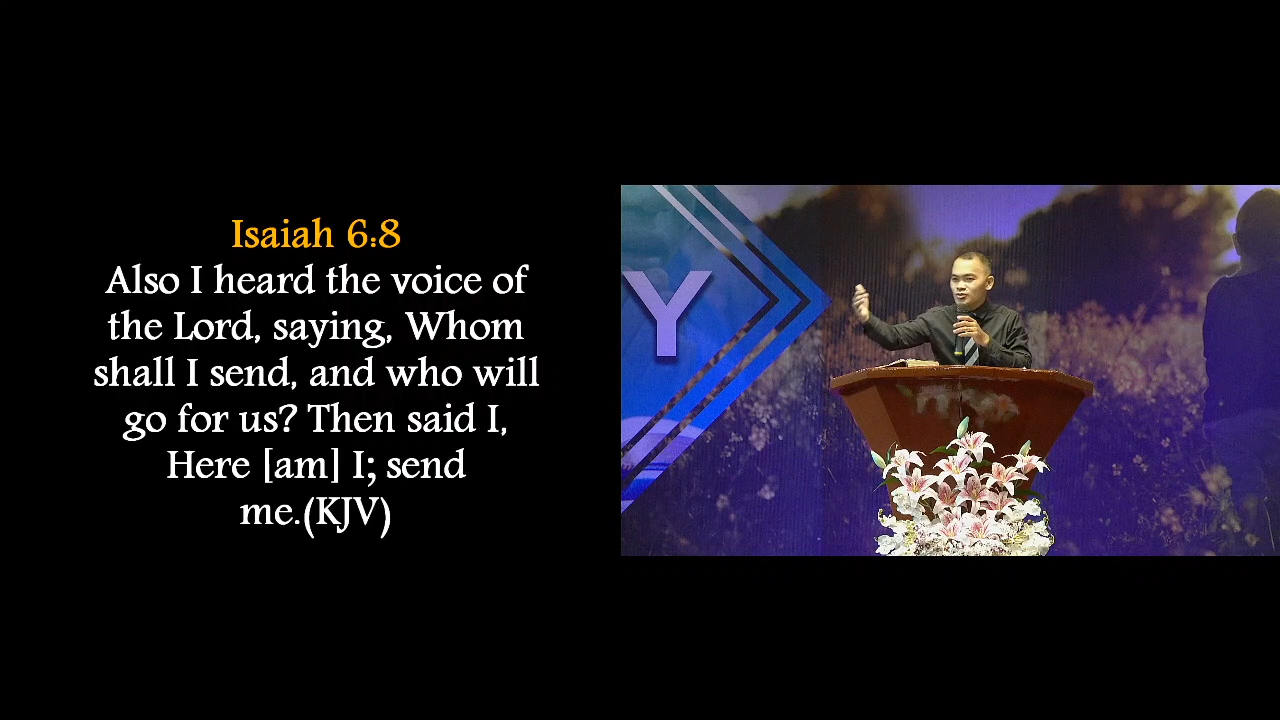 Isaiah 6:8
Also I heard the voice of
the Lord, saying, Whom
shall I send, and who will
go for us? Then said I,
Here [am] I; send
me.(KJV)
Y